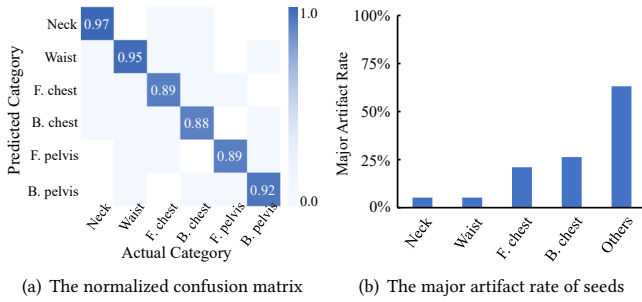 Predicted Category
Neck
Waist
F. chest
B. chest
F. pelvis
B. pelvis
0.97
0.95
0.89
0.88
0.89
0.92
1.0
0.0
Neck
Waist
F. chest
B. chest
F. pelvis
B. pelvis
Actual Category
(a) The normalized confusion matrix
Major Artifact Rate
100%
75%
50%
25%
0%
Neck
Waist
F. chest
B. chest
Others
(b) The major artifact rate of seeds